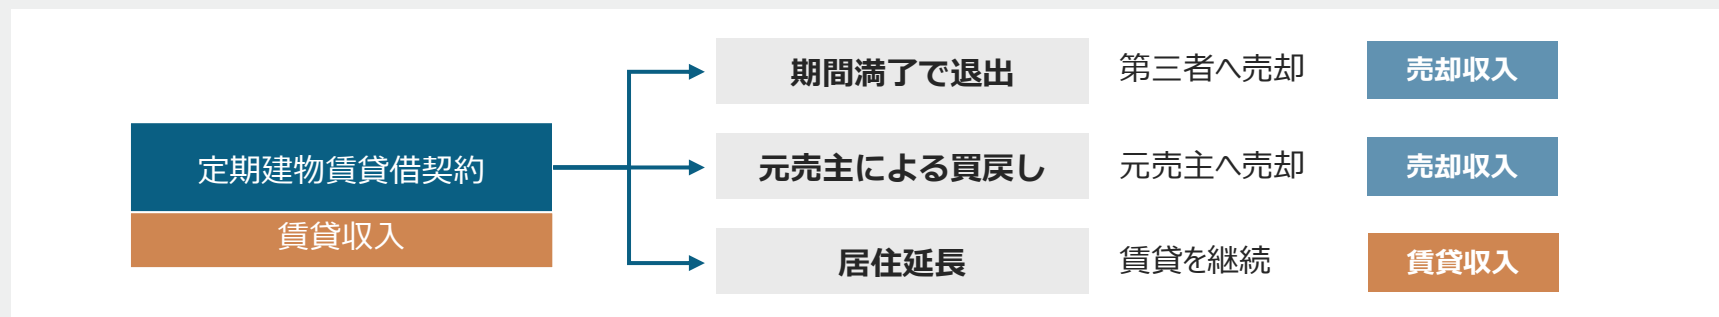 定期建物賃貸借契約
賃貸収入
期間満了で退出
第三者へ売却
売却収入
元売主による買戻し
元売主へ売却
売却収入
居住延長
賃貸を継続
賃貸収入